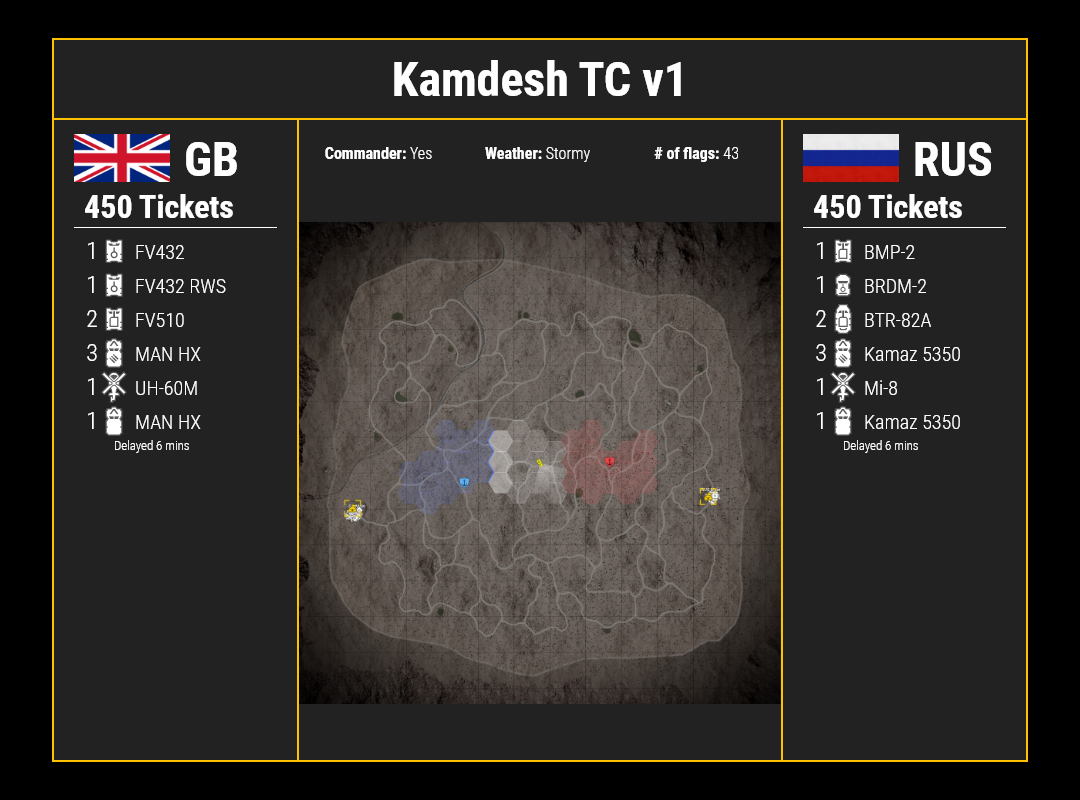 Kamdesh TC v1
GB
450 Tickets
1 FV432
1 FV432 RWS
2 FV510
3 MAN HX
1 UH-60M
1 MAN HX
Delayed 6 mins
Commander: Yes
Weather: Stormy
# of flags: 43
RUS
450 Tickets
1 BMP-2
1 BRDM-2
2 BTR-82A
3 Kamaz 5350
1 Mi-8
1 Kamaz 5350
Delayed 6 mins